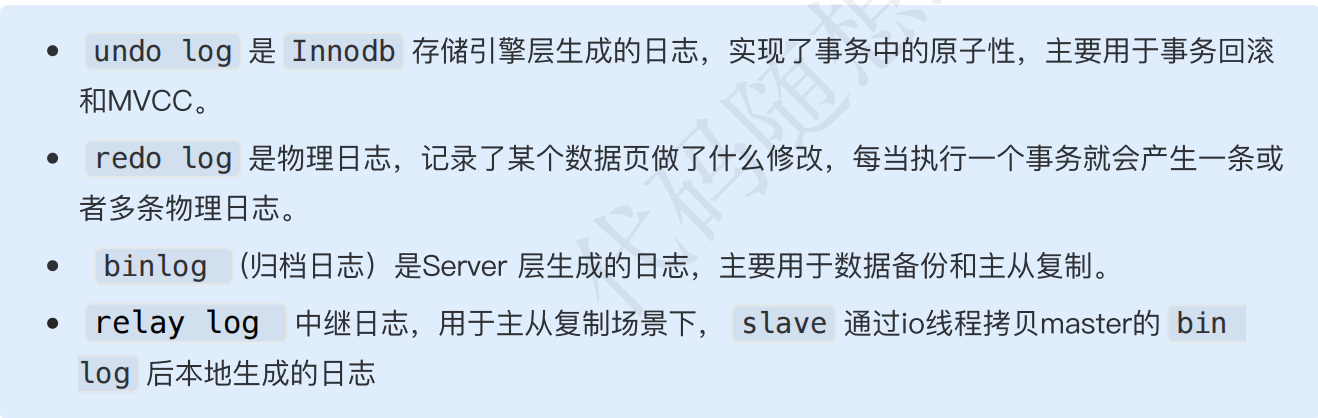 • undo log 是 Innodb 存储引擎层生成的日志，实现了事务中的原子性，主要用于事务回滚
和MVCC。
• redo log 是物理日志，记录了某个数据页做了什么修改，每当执行一个事务就会产生一条或
者多条物理日志。
• binlog (归档日志）是Server 层生成的日志，主要用于数据备份和主从复制。
• relay log 中继日志，用于主从复制场景下， slave 通过io线程拷贝master的 bin
log 后本地生成的日志
代码随想